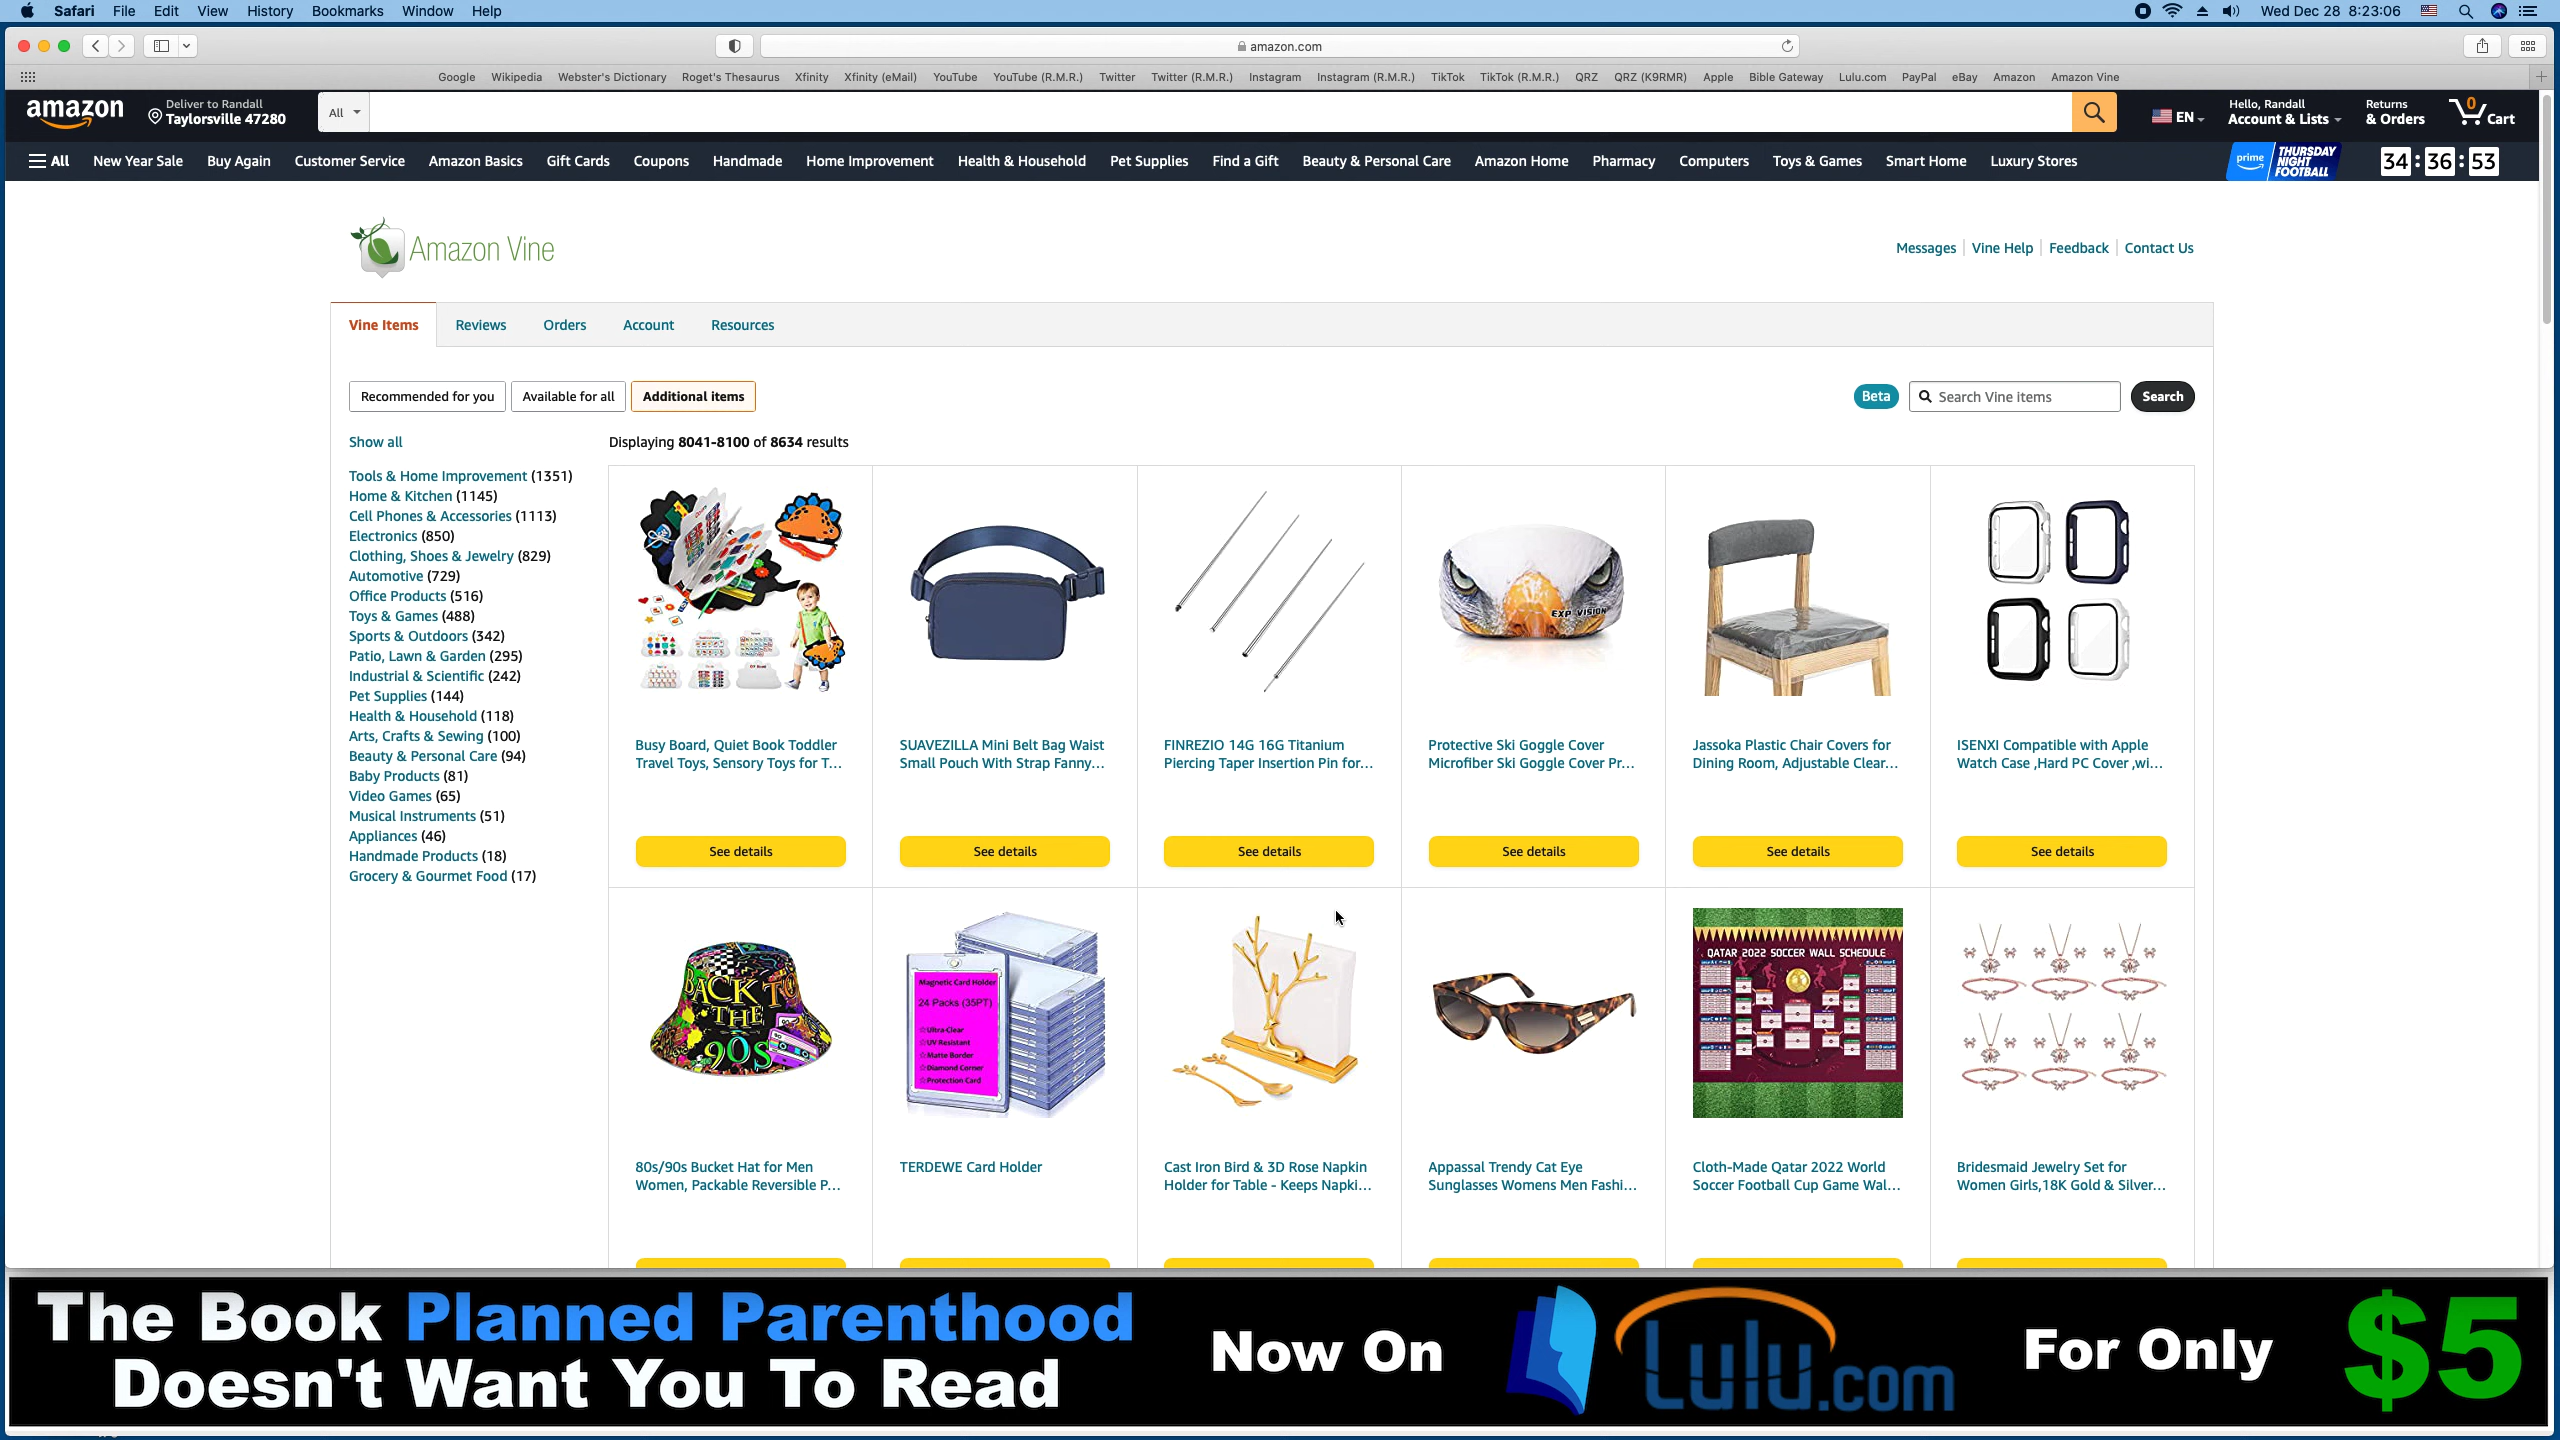 Safari File Edit View History Bookmarks Window Help Wed Dec 28 8:23:06
amazon.com
Google Wikipedia Webster's Dictionary Roget's Thesaurus Xfinity Xfinity (eMail) YouTube YouTube (R.M.R.) Twitter Twitter (R.M.R.) Instagram Instagram (R.M.R.) TikTok TikTok (R.M.R.) QRZ QRZ (K9RMR) Apple Bible Gateway Lulu.com PayPal eBay Amazon Amazon Vine
amazon
Deliver to Randall
Taylorsville 47280
All
EN
Hello, Randall
Account & Lists
Returns
& Orders
0
Cart
All New Year Sale Buy Again Customer Service Amazon Basics Gift Cards Coupons Handmade Home Improvement Health & Household Pet Supplies Find a Gift Beauty & Personal Care Amazon Home Pharmacy Computers Toys & Games Smart Home Luxury Stores
prime
THURSDAY
NIGHT
FOOTBALL
34 : 36 : 53
Amazon Vine
Messages Vine Help Feedback Contact Us
Vine Items Reviews Orders Account Resources
Recommended for you Available for all Additional items
Beta Search Vine items Search
Show all
Displaying 8041-8100 of 8634 results
Tools & Home Improvement (1351)
Home & Kitchen (1145)
Cell Phones & Accessories (1113)
Electronics (850)
Clothing, Shoes & Jewelry (829)
Automotive (729)
Office Products (516)
Toys & Games (488)
Sports & Outdoors (342)
Patio, Lawn & Garden (295)
Industrial & Scientific (242)
Pet Supplies (144)
Health & Household (118)
Arts, Crafts & Sewing (100)
Beauty & Personal Care (94)
Baby Products (81)
Video Games (65)
Musical Instruments (51)
Appliances (46)
Handmade Products (18)
Grocery & Gourmet Food (17)
EXP VISION
Busy Board, Quiet Book Toddler
Travel Toys, Sensory Toys for T...
SUAVEZILLA Mini Belt Bag Waist
Small Pouch With Strap Fanny...
FINREZIO 14G 16G Titanium
Piercing Taper Insertion Pin for...
Protective Ski Goggle Cover
Microfiber Ski Goggle Cover Pr...
Jassoka Plastic Chair Covers for
Dining Room, Adjustable Clear...
ISENXI Compatible with Apple
Watch Case ,Hard PC Cover ,wi...
See details See details See details See details See details See details
BACK TO
THE
90S
Magnetic Card Holder
24 Packs (35PT)
☆Ultra-Clear
☆UV Resistant
☆Matte Border
☆Diamond Corner
☆Protection Card
QATAR 2022 SOCCER WALL SCHEDULE
80s/90s Bucket Hat for Men
Women, Packable Reversible P...
TERDEWE Card Holder
Cast Iron Bird & 3D Rose Napkin
Holder for Table - Keeps Napki...
Appassal Trendy Cat Eye
Sunglasses Womens Men Fashi...
Cloth-Made Qatar 2022 World
Soccer Football Cup Game Wal...
Bridesmaid Jewelry Set for
Women Girls,18K Gold & Silver...
The Book Planned Parenthood
Doesn't Want You To Read
Now On
Lulu.com
For Only
$5